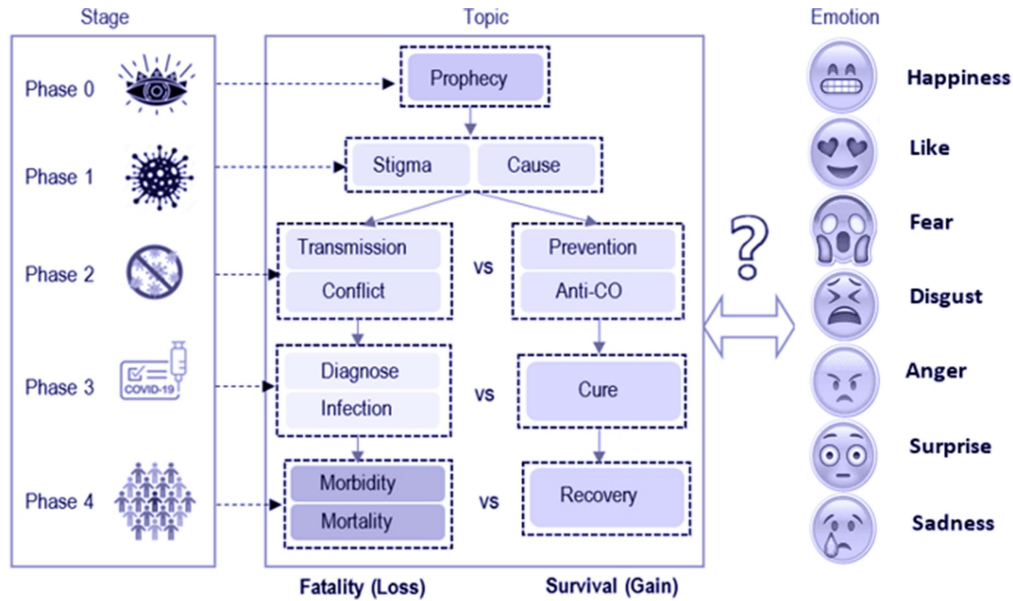 Stage
Topic
Emotion
Phase 0
Prophecy
Happiness
Phase 1
Stigma
Cause
Like
Fear
Phase 2
Transmission
Conflict
vs
Prevention
Anti-CO
?
Disgust
Phase 3
COVID-19
Diagnose
Infection
vs
Cure
Anger
Surprise
Phase 4
Morbidity
Mortality
vs
Recovery
Sadness
Fatality (Loss)
Survival (Gain)